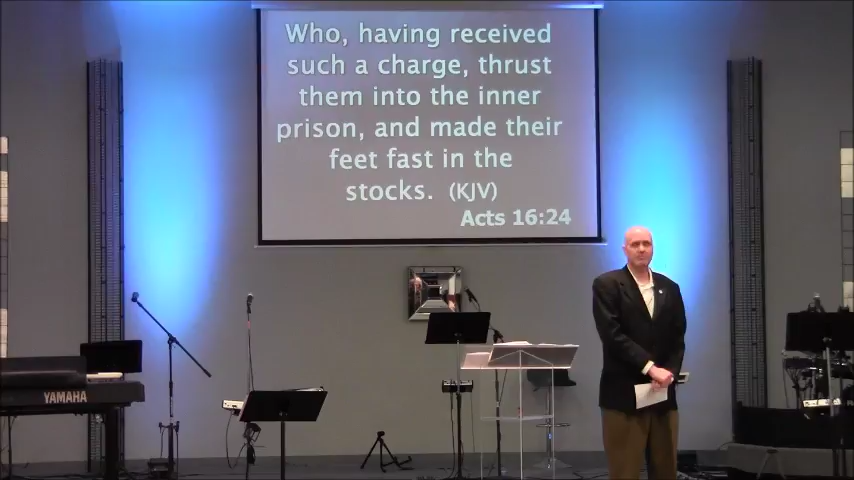 Who, having received
such a charge, thrust
them into the inner
prison, and made their
feet fast in the
stocks. (KJV)
Acts 16:24
YAMAHA